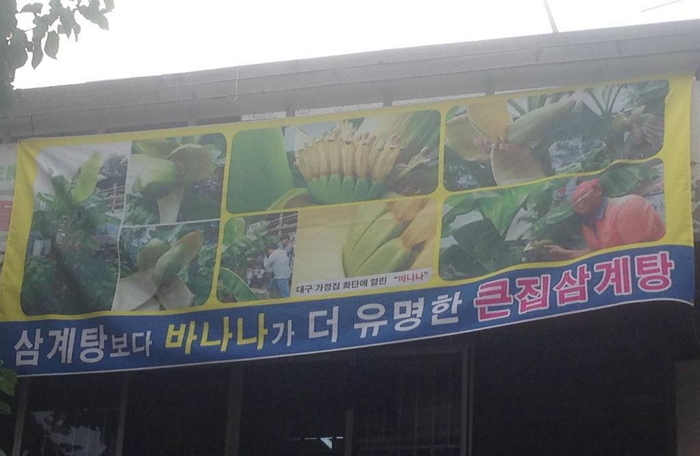 대구 가정집 화단에 열린 "바나나"
삼계탕보다 바나나가 더 유명한 큰집삼계탕